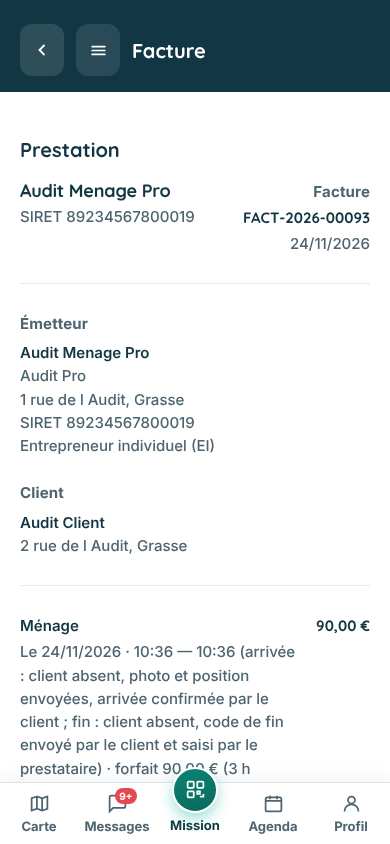 Facture
Prestation
Audit Menage Pro
Facture
SIRET 89234567800019
FACT-2026-00093
24/11/2026
Émetteur
Audit Menage Pro
Audit Pro
1 rue de l Audit, Grasse
SIRET 89234567800019
Entrepreneur individuel (EI)
Client
Audit Client
2 rue de l Audit, Grasse
Ménage
90,00 €
Le 24/11/2026 · 10:36 — 10:36 (arrivée
: client absent, photo et position
envoyées, arrivée confirmée par le
client ; fin : client absent, code de fin
envoyé par le client et saisi par le
prestataire) · forfait 90,00 € (3 h
9+
Carte
Messages
Mission
Agenda
Profil